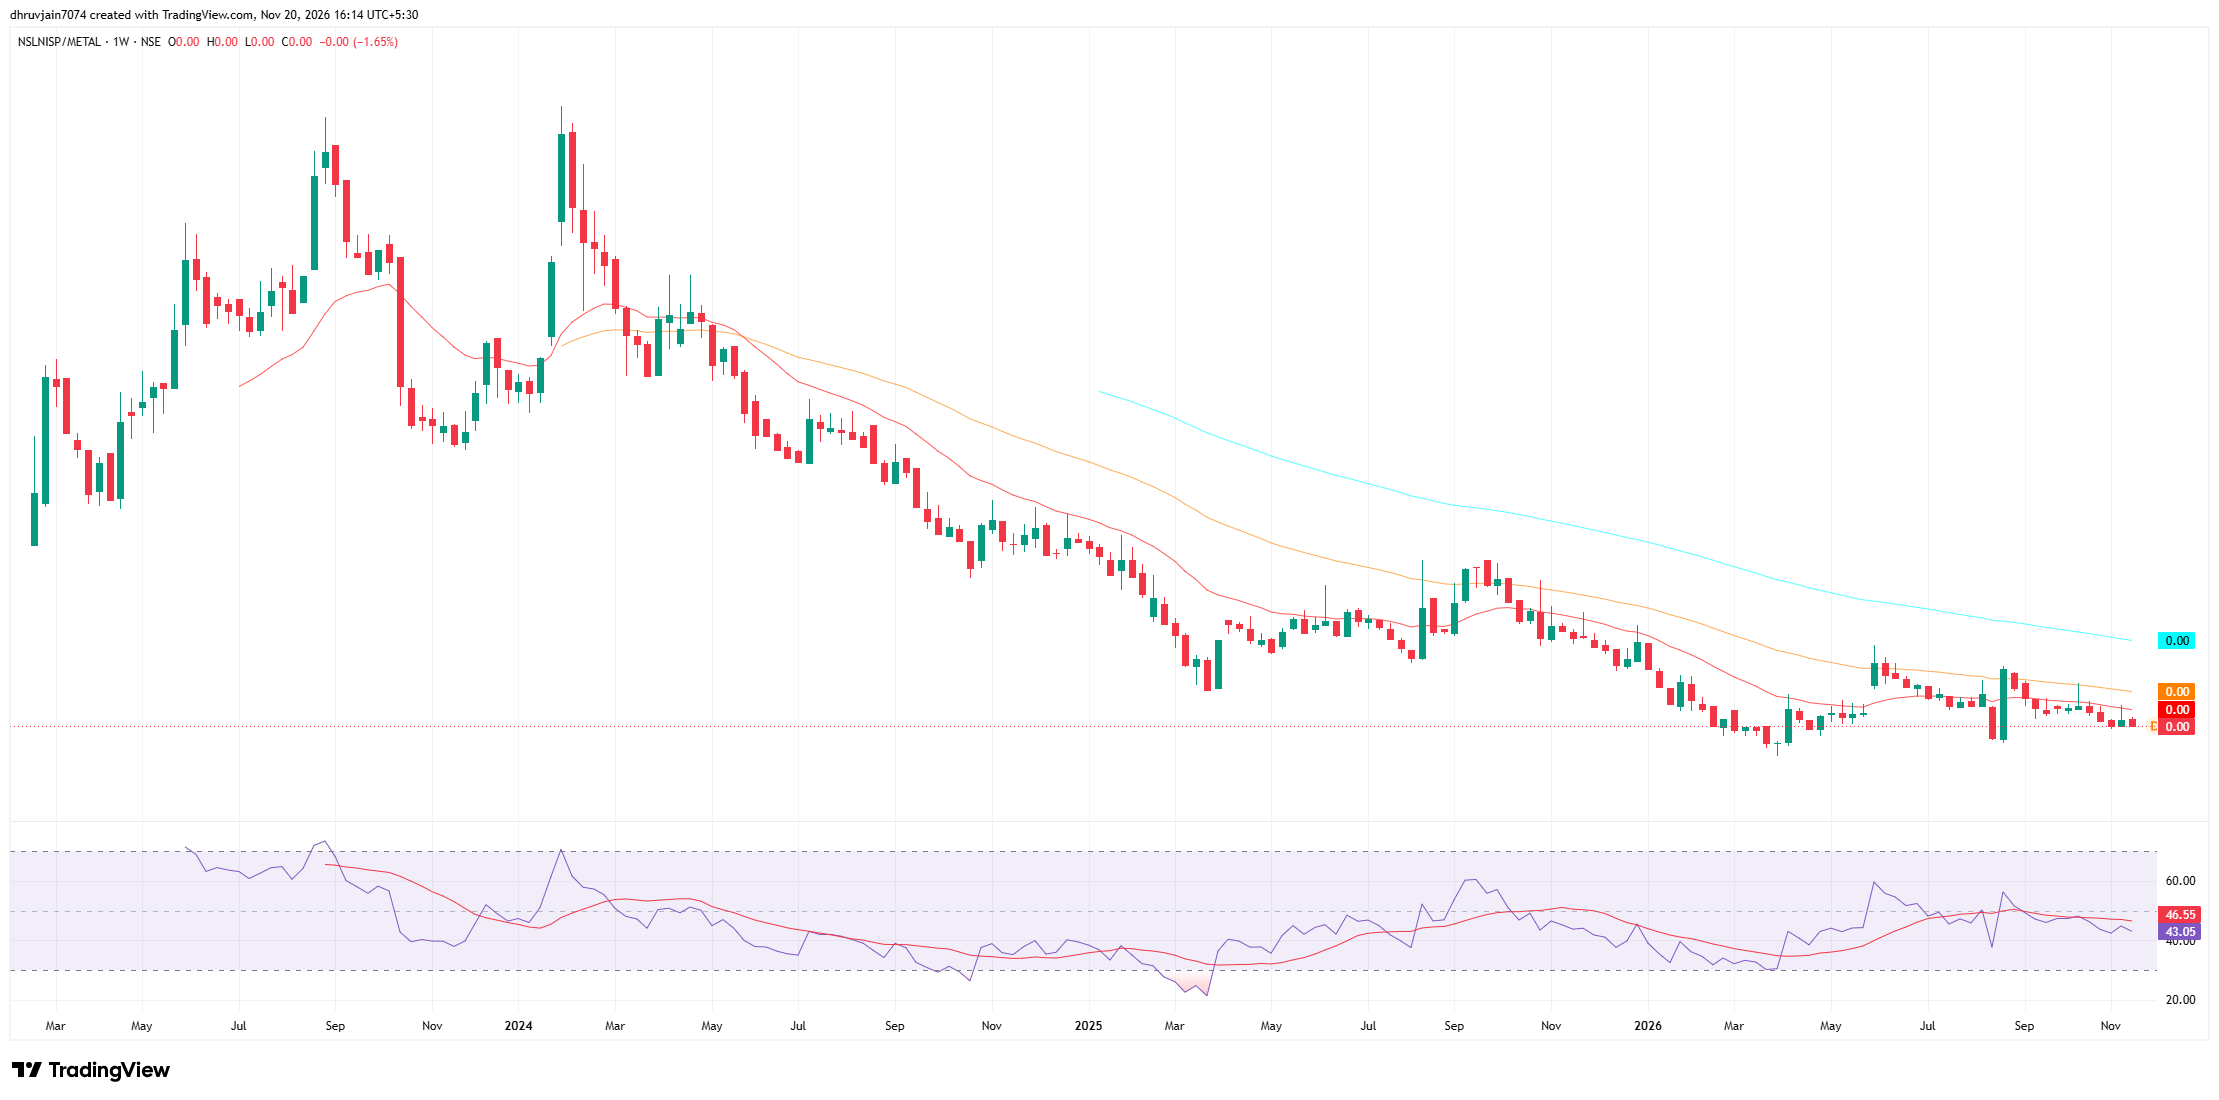 dhruvjain7074 created with TradingView.com, Nov 20, 2026 16:14 UTC+5:30
NSLNISP/METAL · 1W · NSE O0.00 H0.00 L0.00 C0.00 −0.00 (−1.65%)
0.00
0.00
0.00
0.00
60.00
46.55
43.05
40.00
20.00
Mar May Jul Sep Nov 2024 Mar May Jul Sep Nov 2025 Mar May Jul Sep Nov 2026 Mar May Jul Sep Nov
TradingView